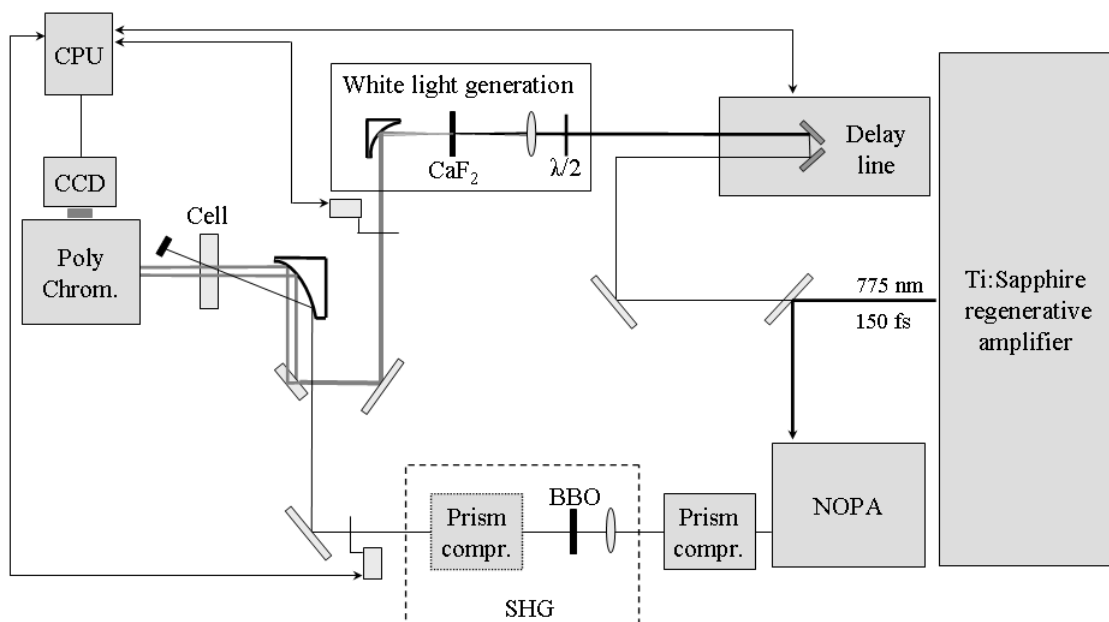 CPU
White light generation
CaF₂
λ/2
Delay
line
CCD
Cell
Poly
Chrom.
775 nm
150 fs
Ti:Sapphire
regenerative
amplifier
BBO
Prism
compr.
Prism
compr.
NOPA
SHG